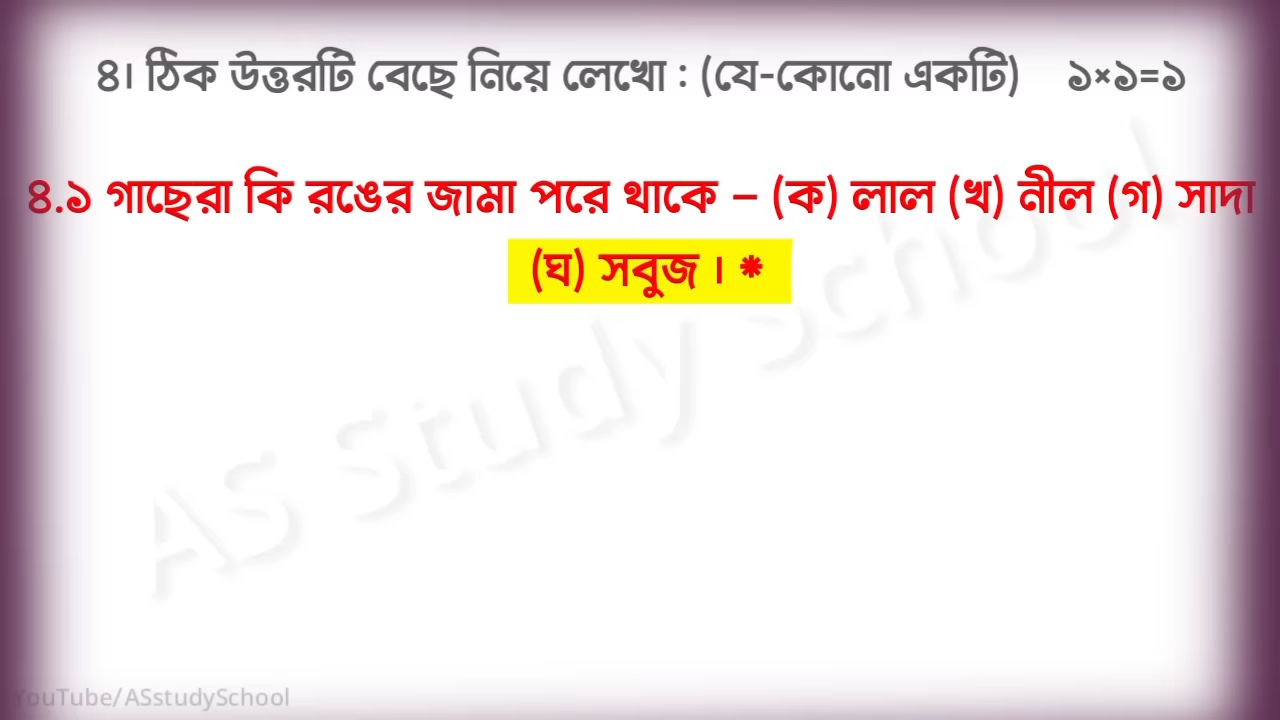 ৪। ঠিক উত্তরটি বেছে নিয়ে লেখো : (যে-কোনো একটি) ১×১=১
৪.১ গাছেরা কি রঙের জামা পরে থাকে – (ক) লাল (খ) নীল (গ) সাদা
(ঘ) সবুজ। *
AS Study School
YouTube/ASstudySchool